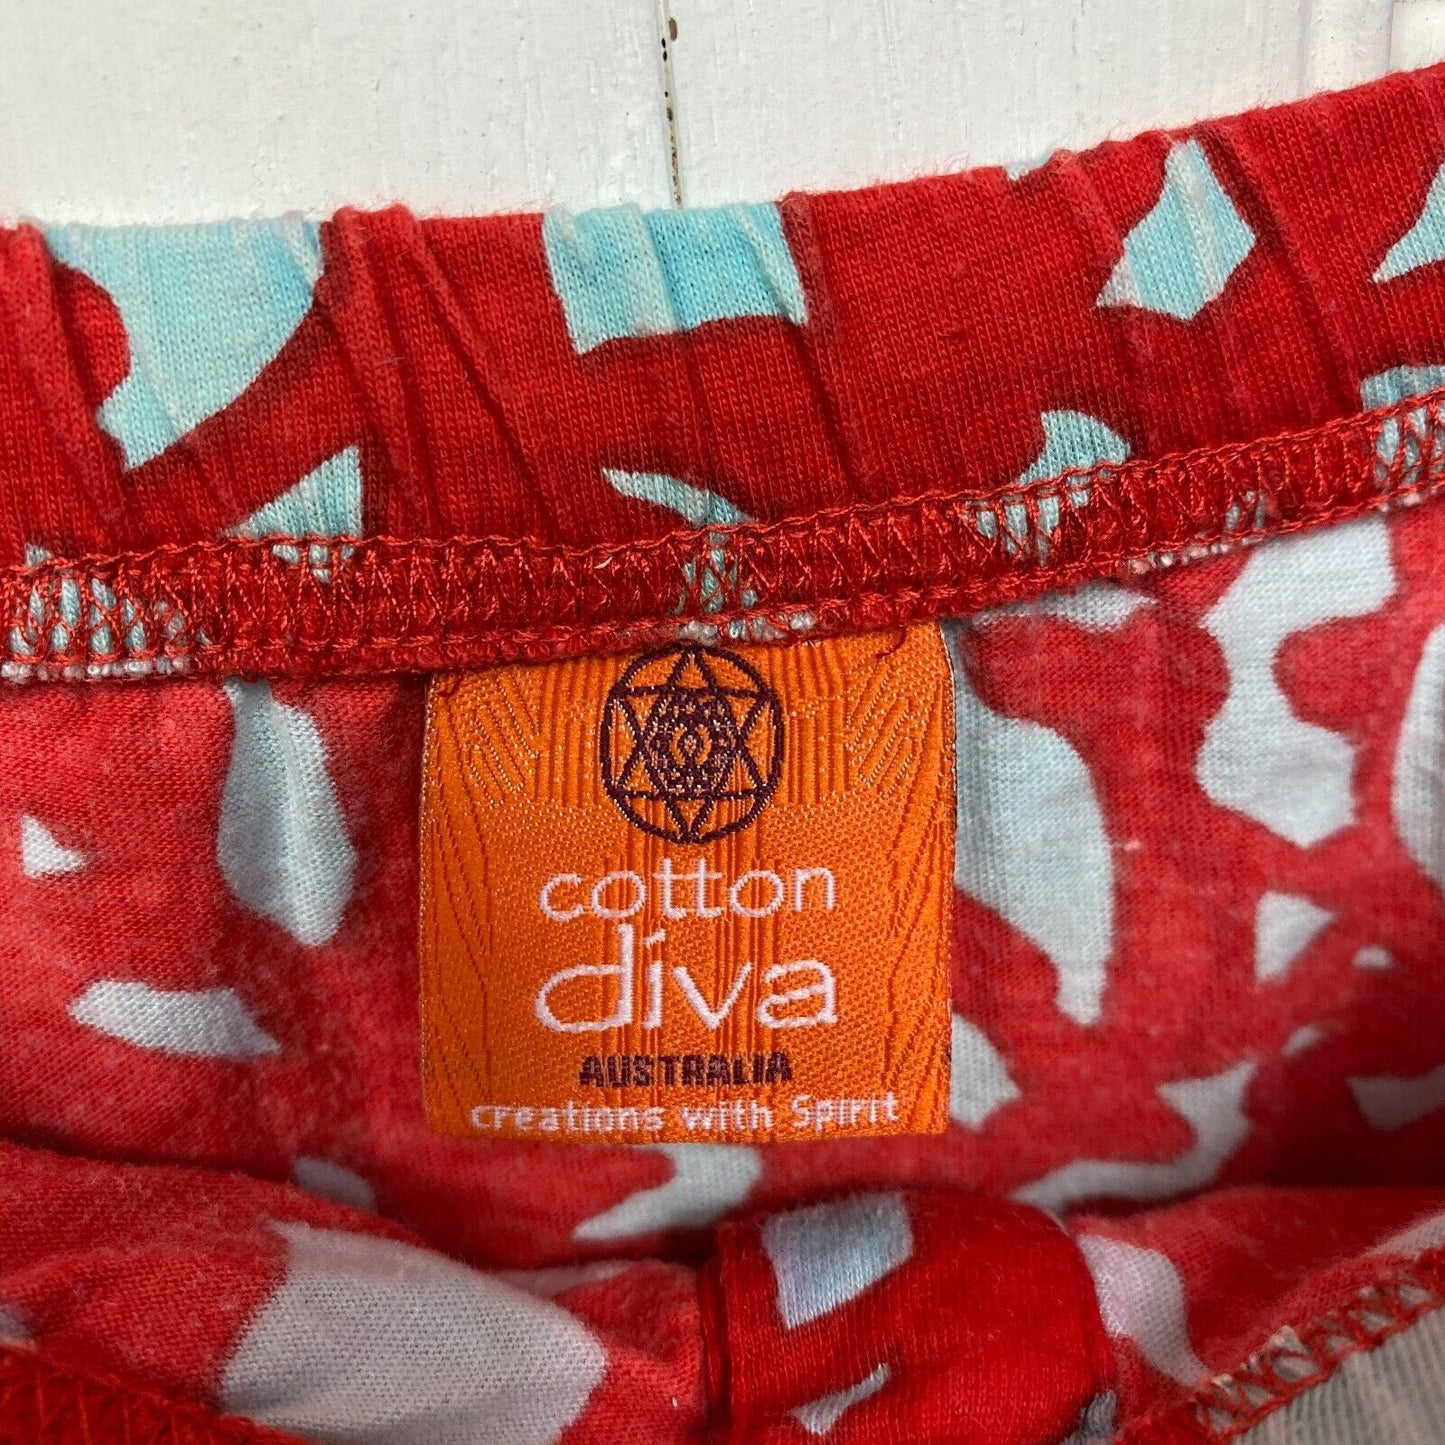 cotton
diva
AUSTRALIA
creations with Spirit